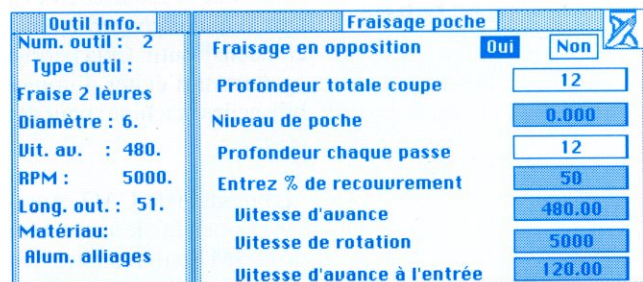 Outil Info.
Num. outil : 2
Type outil :
Fraise 2 lèvres
Diamètre : 6.
Vit. av. : 480.
RPM : 5000.
Long. out. : 51.
Matériau:
Alum. alliages
Fraisage poche
Fraisage en opposition Oui Non
Profondeur totale coupe 12
Niveau de poche 0.000
Profondeur chaque passe 12
Entrez % de recouvrement 50
Vitesse d'avance 480.00
Vitesse de rotation 5000
Vitesse d'avance à l'entrée 120.00